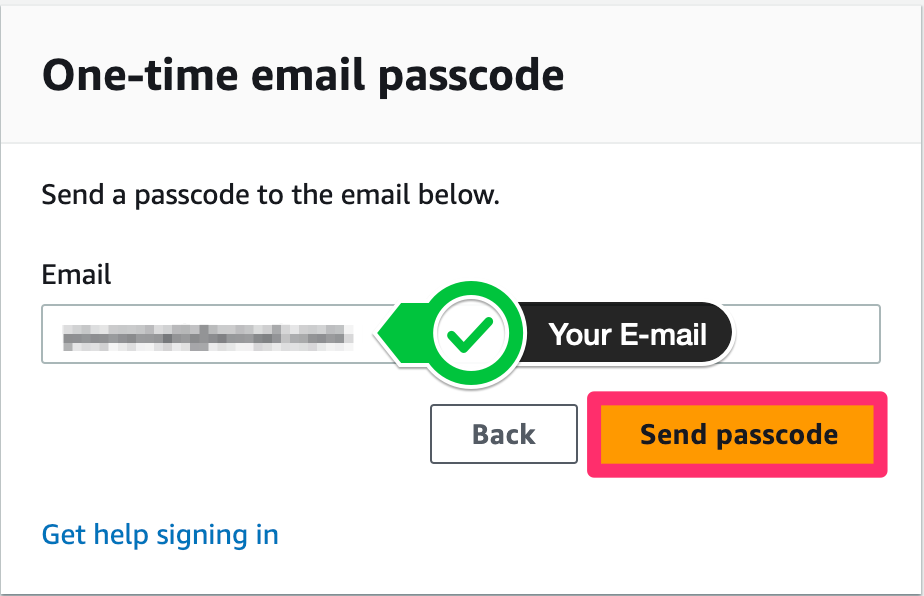 One-time email passcode
Send a passcode to the email below.
Email
Your E-mail
Back
Send passcode
Get help signing in